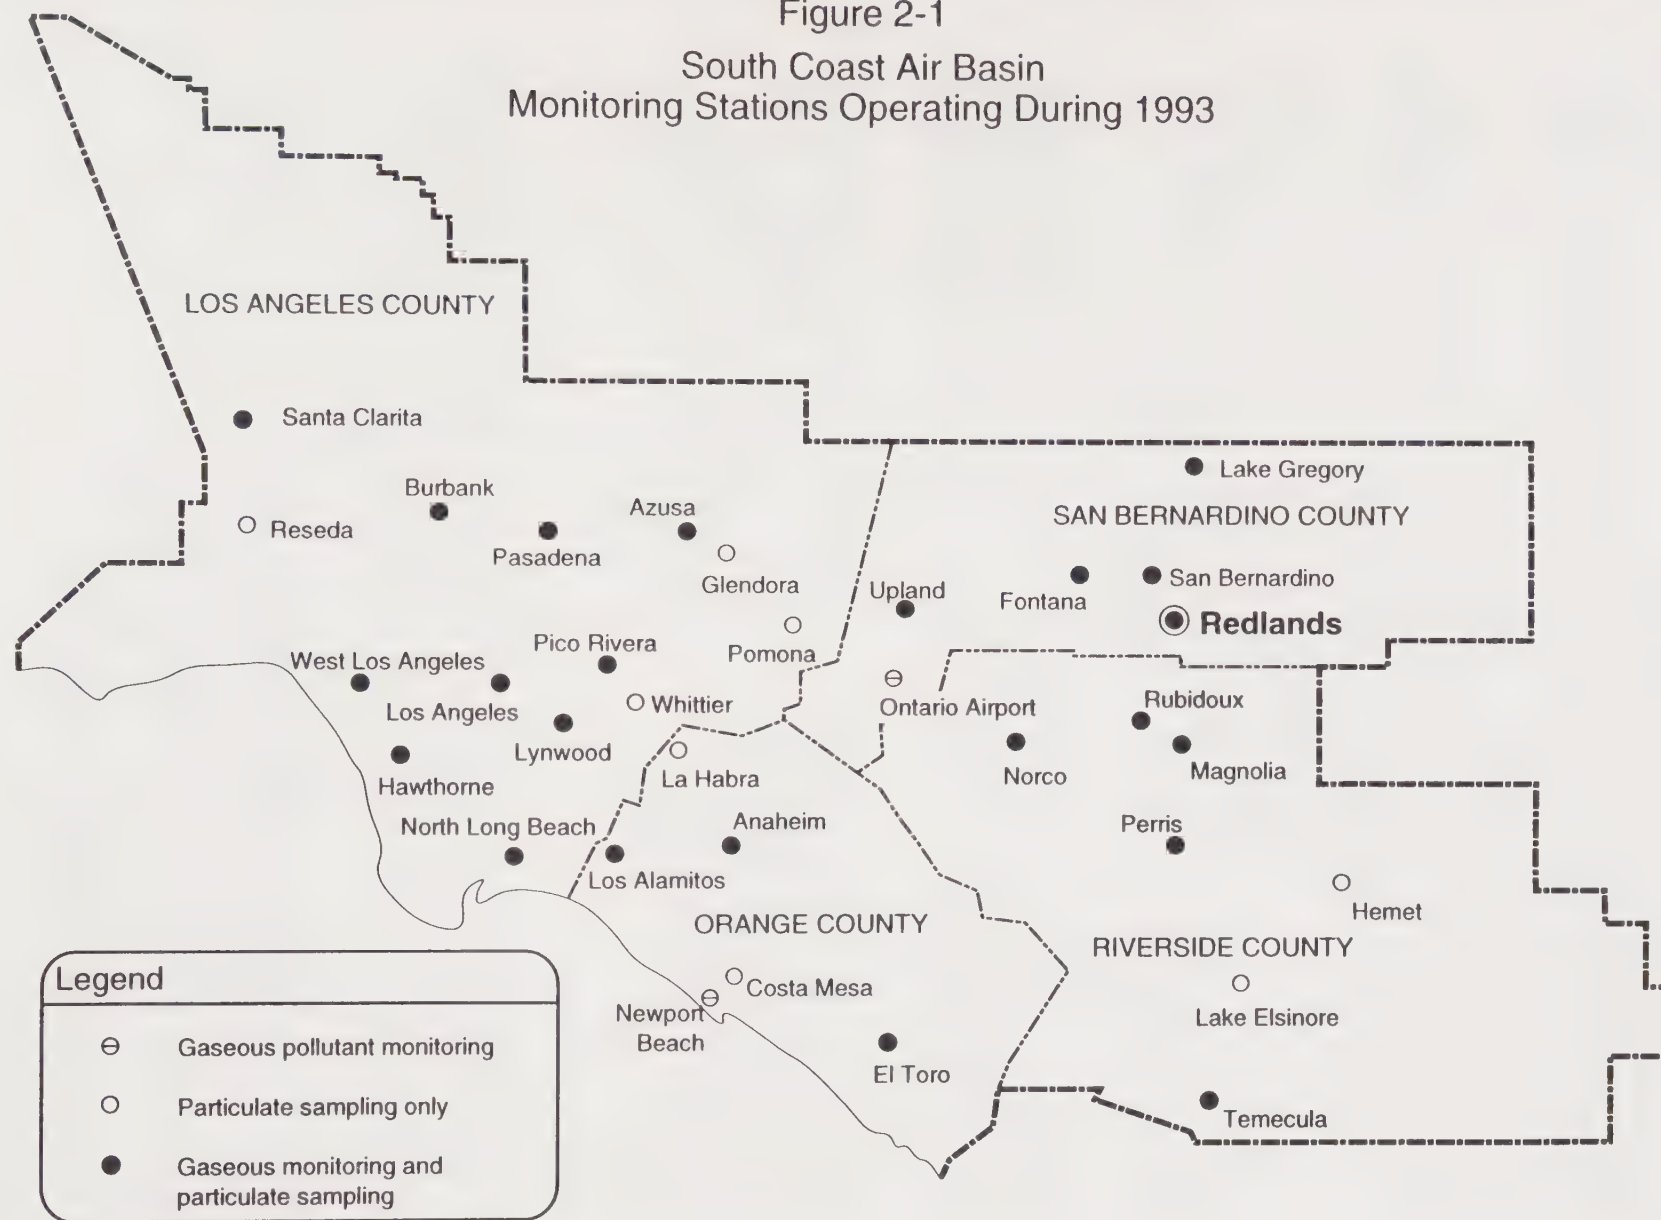 Figure 2-1
South Coast Air Basin
Monitoring Stations Operating During 1993
LOS ANGELES COUNTY
Santa Clarita
Lake Gregory
Burbank
Azusa
SAN BERNARDINO COUNTY
Reseda
Pasadena
Glendora
Upland
Fontana
San Bernardino
Redlands
Pico Rivera
Pomona
West Los Angeles
Los Angeles
Whittier
Ontario Airport
Rubidoux
Lynwood
La Habra
Norco
Magnolia
Hawthorne
North Long Beach
Anaheim
Perris
Los Alamitos
Hemet
ORANGE COUNTY
RIVERSIDE COUNTY
Costa Mesa
Newport
Beach
Lake Elsinore
El Toro
Temecula
Legend
Gaseous pollutant monitoring
Particulate sampling only
Gaseous monitoring and
particulate sampling